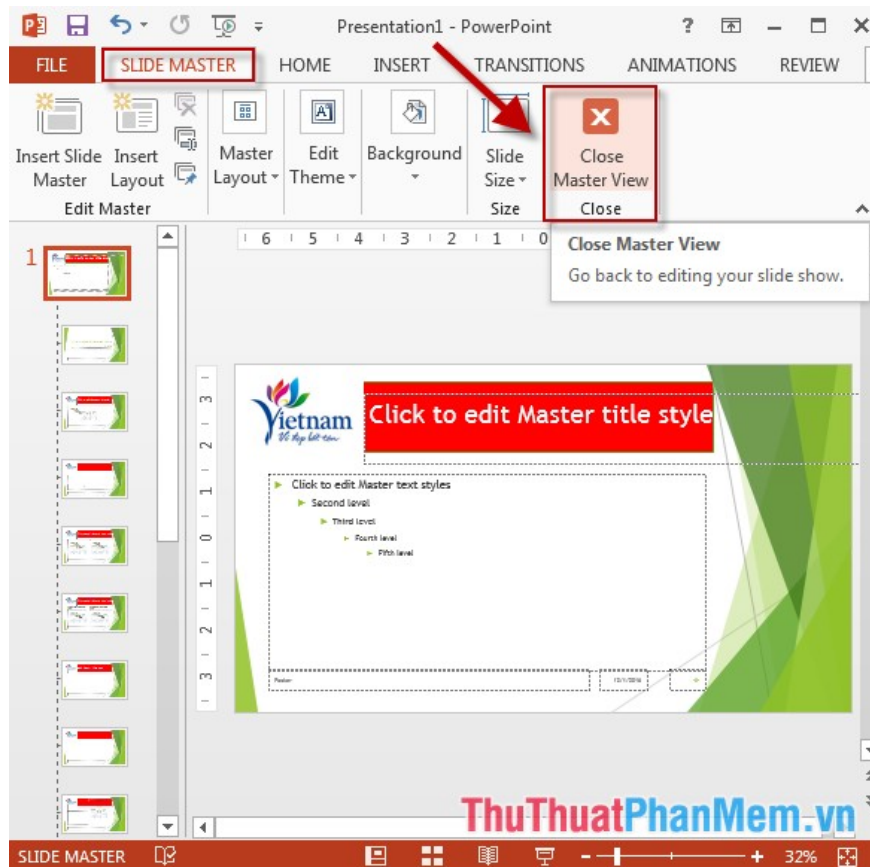 Presentation1 - PowerPoint
FILE SLIDE MASTER HOME INSERT TRANSITIONS ANIMATIONS REVIEW
Insert Slide Master
Insert Layout
Master Layout
Edit Theme
Background
Slide Size
Close Master View
Edit Master
Size
Close
6 5 4 3 2 1 0
Close Master View
Go back to editing your slide show.
1
3
2
1
0
1
2
3
Vietnam
Vẻ đẹp bất tận
Click to edit Master title style
Click to edit Master text styles
Second level
Third level
Fourth level
Fifth level
Footer
ThuThuatPhanMem.vn
SLIDE MASTER
32%